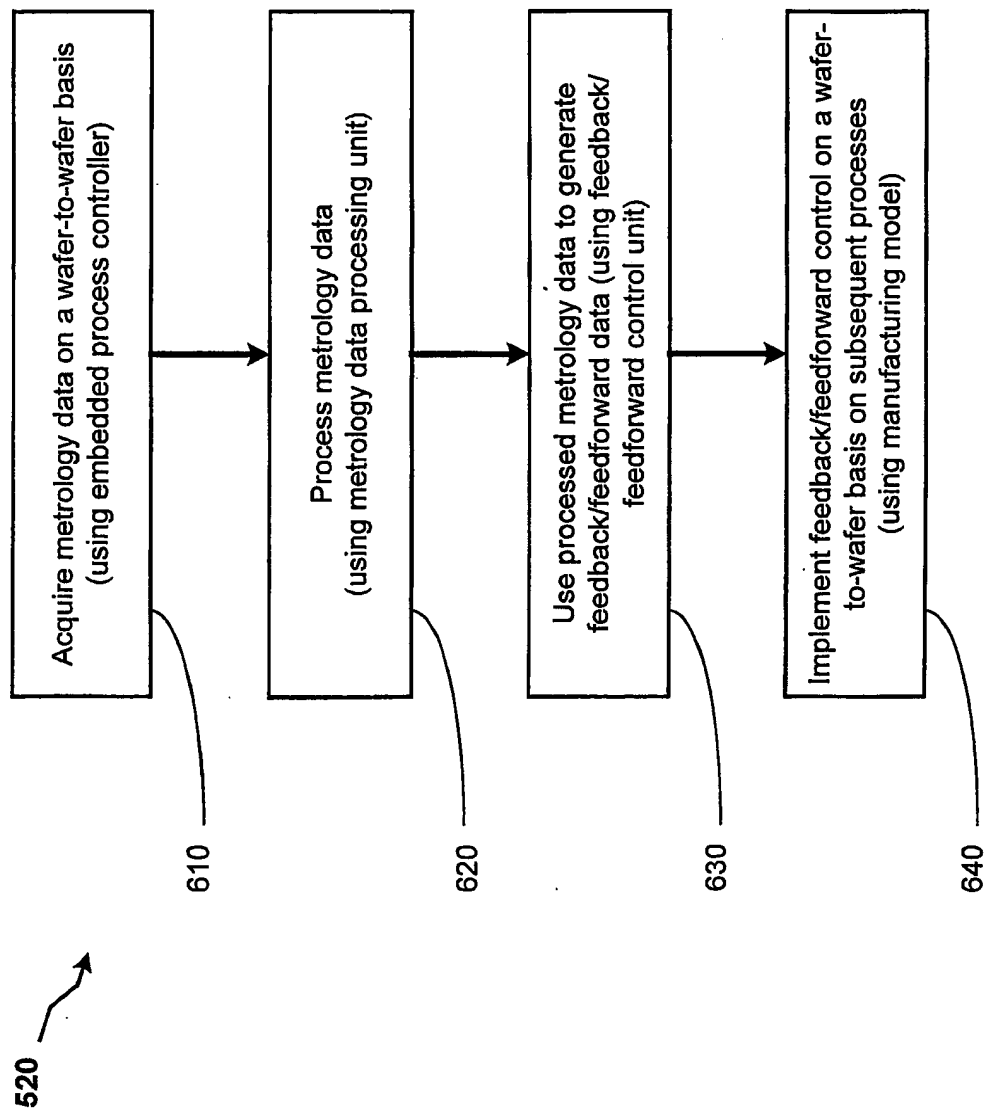 520
Acquire metrology data on a wafer-to-wafer basis
(using embedded process controller)
610
Process metrology data
(using metrology data processing unit)
620
Use processed metrology data to generate
feedback/feedforward data (using feedback/
feedforward control unit)
630
Implement feedback/feedforward control on a wafer-
to-wafer basis on subsequent processes
(using manufacturing model)
640